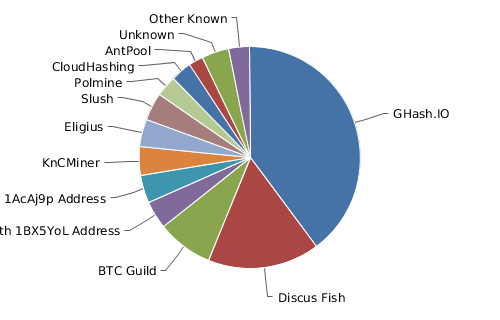 Other Known
Unknown
AntPool
CloudHashing
Polmine
Slush
Eligius
KnCMiner
1AcAj9p Address
1BX5YoL Address
BTC Guild
Discus Fish
GHash.IO